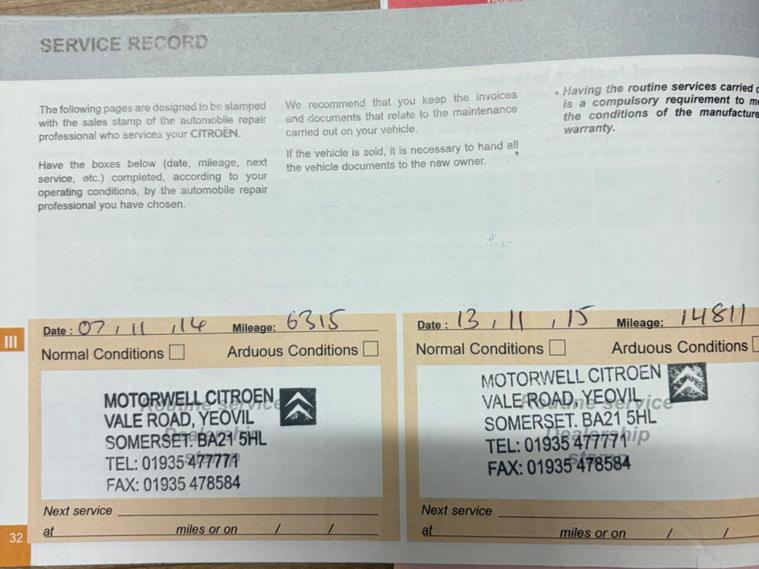 SERVICE RECORD
The following pages are designed to be stamped
with the sales stamp of the automobile repair
professional who services your CITROËN.
Have the boxes below (date, mileage, next
service, etc.) completed, according to your
operating conditions, by the automobile repair
professional you have chosen.
We recommend that you keep the invoices
and documents that relate to the maintenance
carried out on your vehicle.
If the vehicle is sold, it is necessary to hand all
the vehicle documents to the new owner.
• Having the routine services carried
is a compulsory requirement to
the conditions of the
warranty.
III
Date : 07 / 11 / 14 Mileage: 6315
Normal Conditions Arduous Conditions
Routine service
Dealership
stamp
MOTORWELL CITROEN
VALE ROAD, YEOVIL
SOMERSET. BA21 5HL
TEL: 01935 477771
FAX: 01935 478584
Next service
at miles or on / /
Date : 13 / 11 / 15 Mileage: 14811
Normal Conditions Arduous Conditions
Routine service
Dealership
stamp
MOTORWELL CITROEN
VALE ROAD, YEOVIL
SOMERSET. BA21 5HL
TEL: 01935 477771
FAX: 01935 478584
Next service
at miles or on / /
32